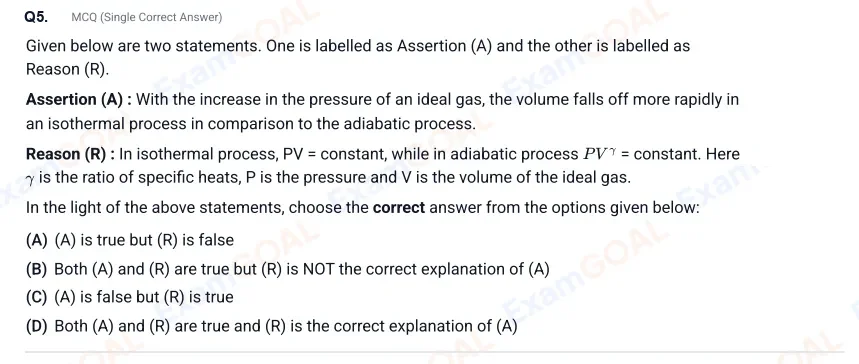 Q5. MCQ (Single Correct Answer)
Given below are two statements. One is labelled as Assertion (A) and the other is labelled as
Reason (R).
Assertion (A) : With the increase in the pressure of an ideal gas, the volume falls off more rapidly in
an isothermal process in comparison to the adiabatic process.
Reason (R) : In isothermal process, PV = constant, while in adiabatic process PV^γ = constant. Here
γ is the ratio of specific heats, P is the pressure and V is the volume of the ideal gas.
In the light of the above statements, choose the correct answer from the options given below:
(A) (A) is true but (R) is false
(B) Both (A) and (R) are true but (R) is NOT the correct explanation of (A)
(C) (A) is false but (R) is true
(D) Both (A) and (R) are true and (R) is the correct explanation of (A)
ExamGOAL